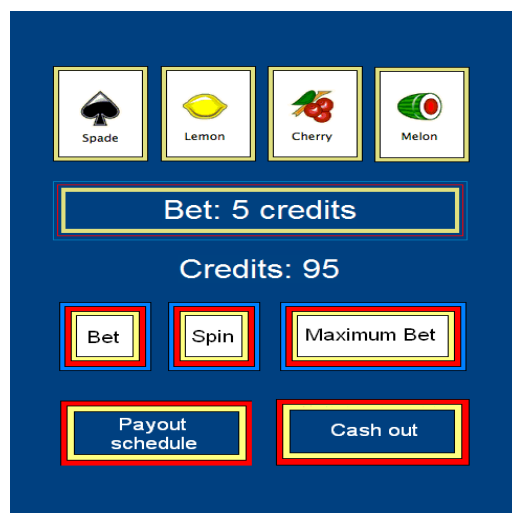 Spade Lemon Cherry Melon
Bet: 5 credits
Credits: 95
Bet Spin Maximum Bet
Payout
schedule
Cash out